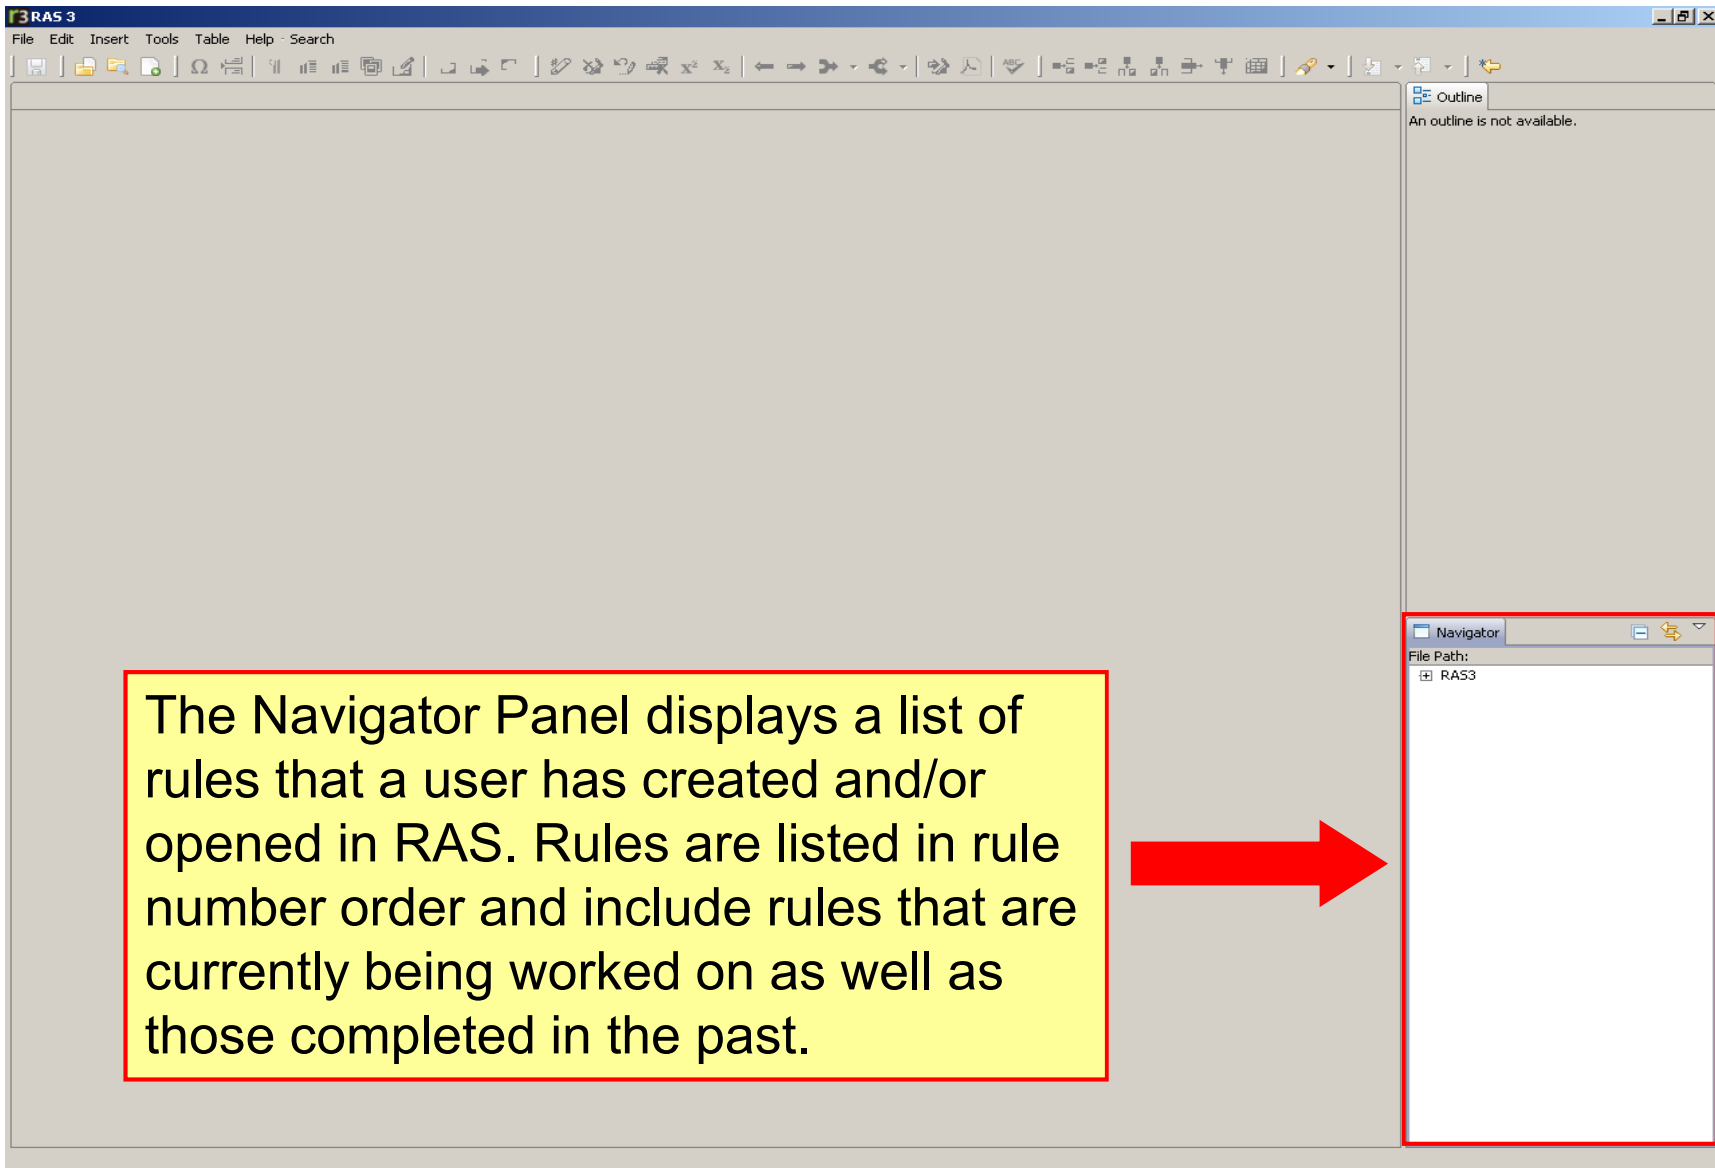 r3 RAS 3
File Edit Insert Tools Table Help Search
Outline
An outline is not available.
Navigator
File Path:
RAS3
The Navigator Panel displays a list of
rules that a user has created and/or
opened in RAS. Rules are listed in rule
number order and include rules that are
currently being worked on as well as
those completed in the past.